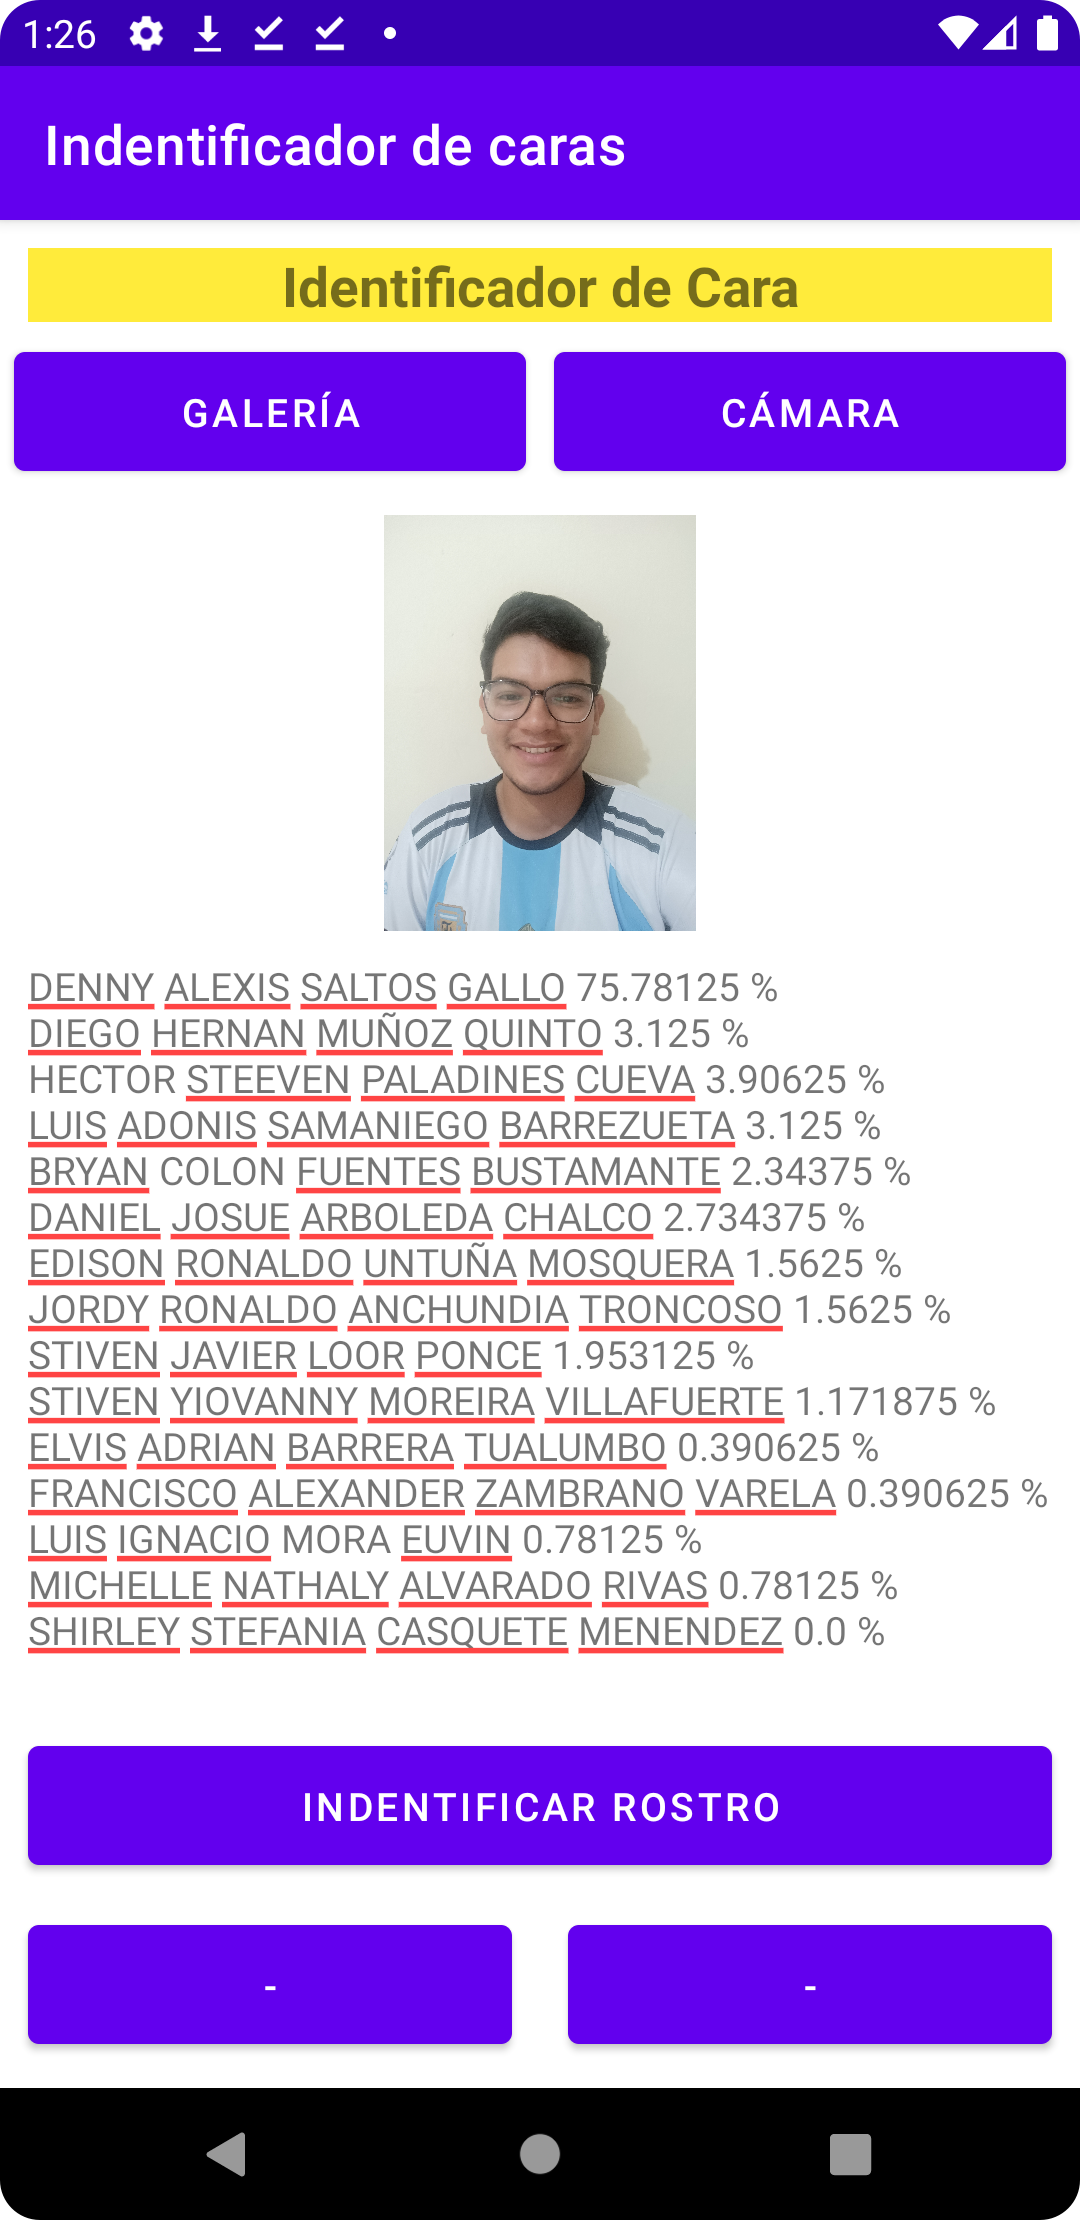 1:26
Indentificador de caras
Identificador de Cara
GALERÍA
CÁMARA
DENNY ALEXIS SALTOS GALLO 75.78125 %
DIEGO HERNAN MUÑOZ QUINTO 3.125 %
HECTOR STEEVEN PALADINES CUEVA 3.90625 %
LUIS ADONIS SAMANIEGO BARREZUETA 3.125 %
BRYAN COLON FUENTES BUSTAMANTE 2.34375 %
DANIEL JOSUE ARBOLEDA CHALCO 2.734375 %
EDISON RONALDO UNTUÑA MOSQUERA 1.5625 %
JORDY RONALDO ANCHUNDIA TRONCOSO 1.5625 %
STIVEN JAVIER LOOR PONCE 1.953125 %
STIVEN YIOVANNY MOREIRA VILLAFUERTE 1.171875 %
ELVIS ADRIAN BARRERA TUALUMBO 0.390625 %
FRANCISCO ALEXANDER ZAMBRANO VARELA 0.390625 %
LUIS IGNACIO MORA EUVIN 0.78125 %
MICHELLE NATHALY ALVARADO RIVAS 0.78125 %
SHIRLEY STEFANIA CASQUETE MENENDEZ 0.0 %
INDENTIFICAR ROSTRO
-
-